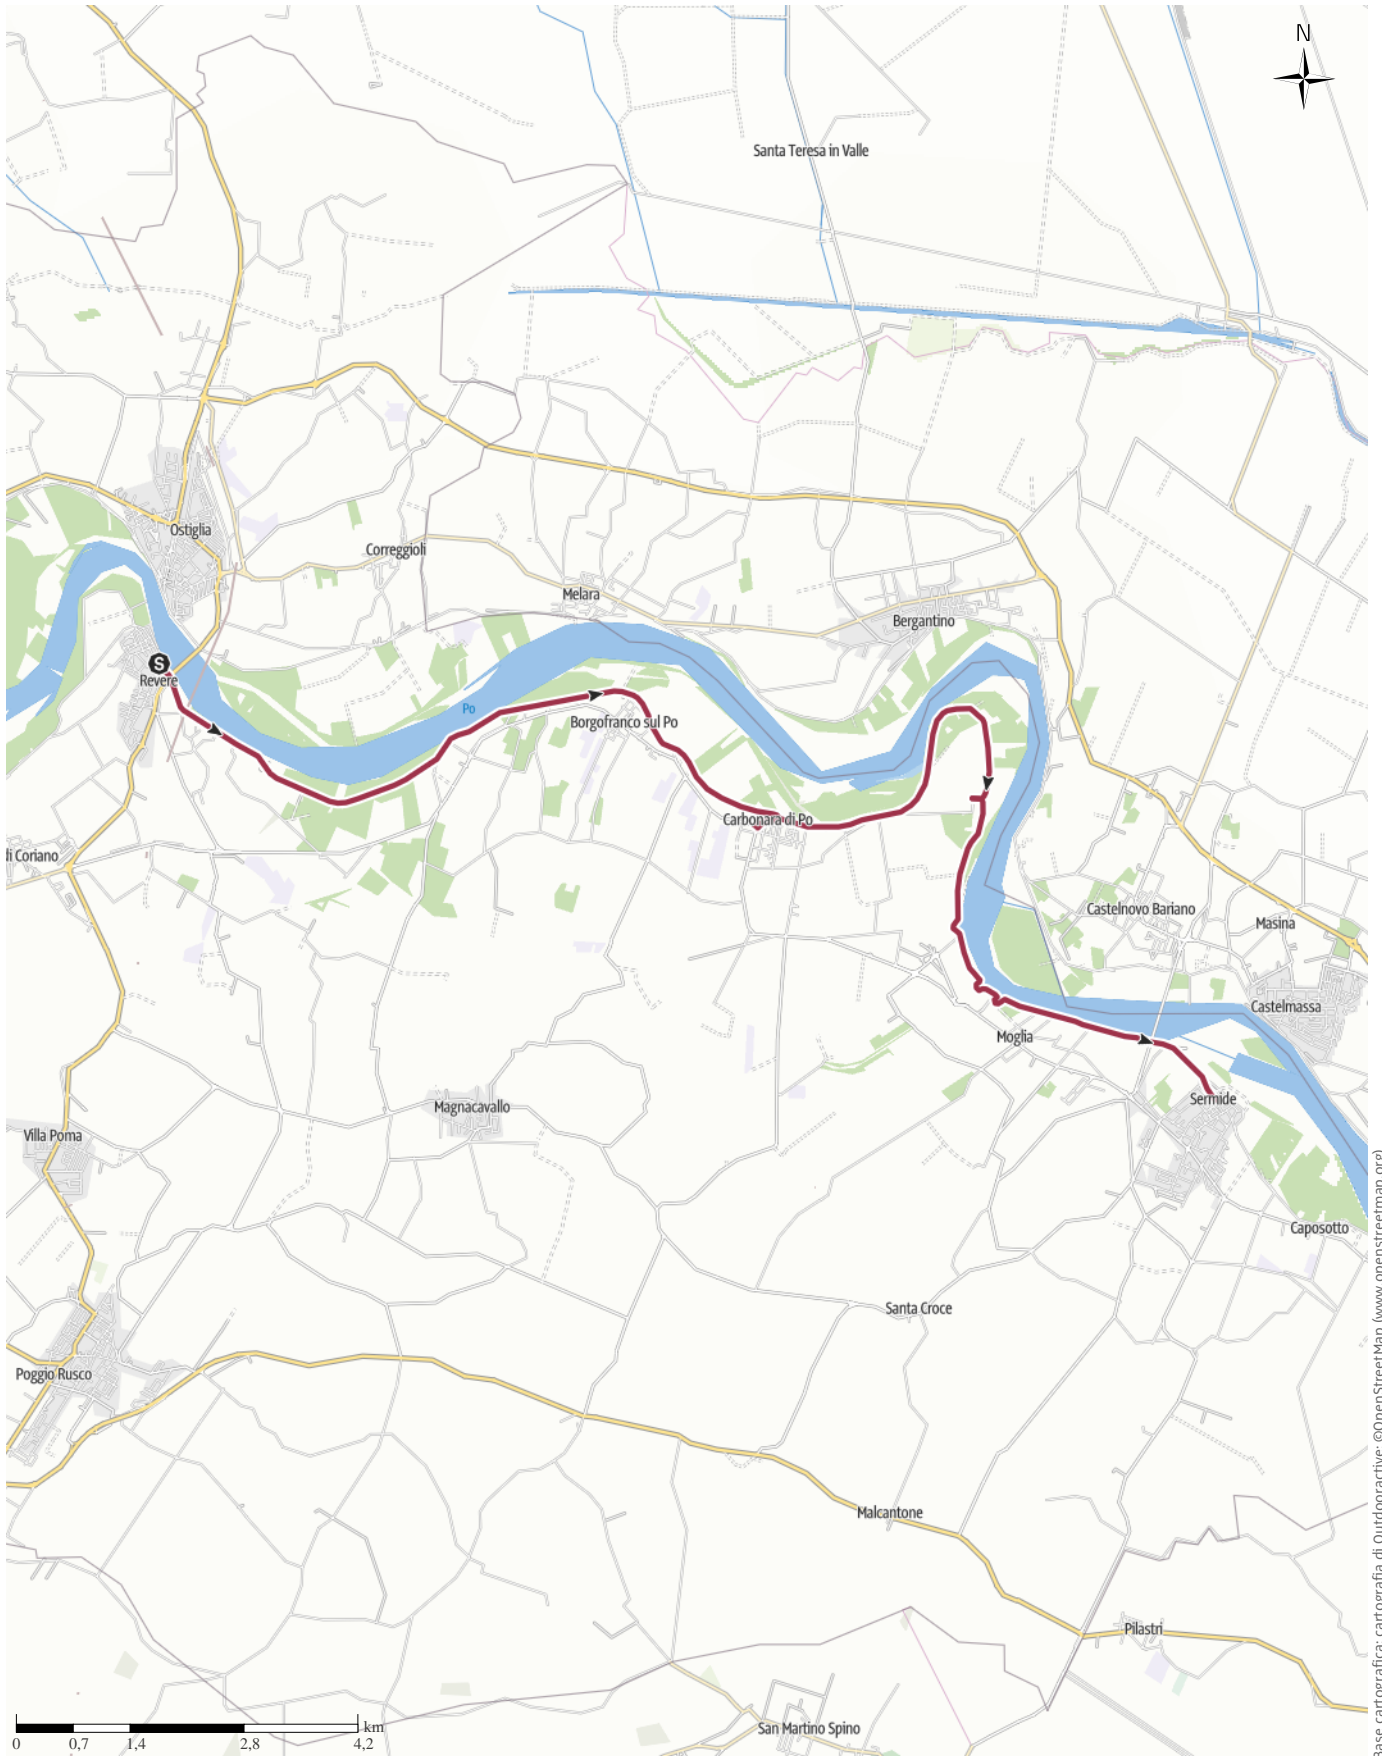 N
Santa Teresa in Valle
Ostiglia
Correggioli
Melara
Bergantino
S
Revere
Po
Borgofranco sul Po
Carbonara di Po
di Coriano
Castelnovo Bariano
Masina
Castelmassa
Moglia
Sermide
Magnacavallo
Villa Poma
Caposotto
Santa Croce
Poggio Rusco
Malcantone
Pilastri
San Martino Spino
km
0 0,7 1,4 2,8 4,2
Base cartografica: cartografia di Outdooractive; ©OpenStreetMap (www.openstreetmap.org)